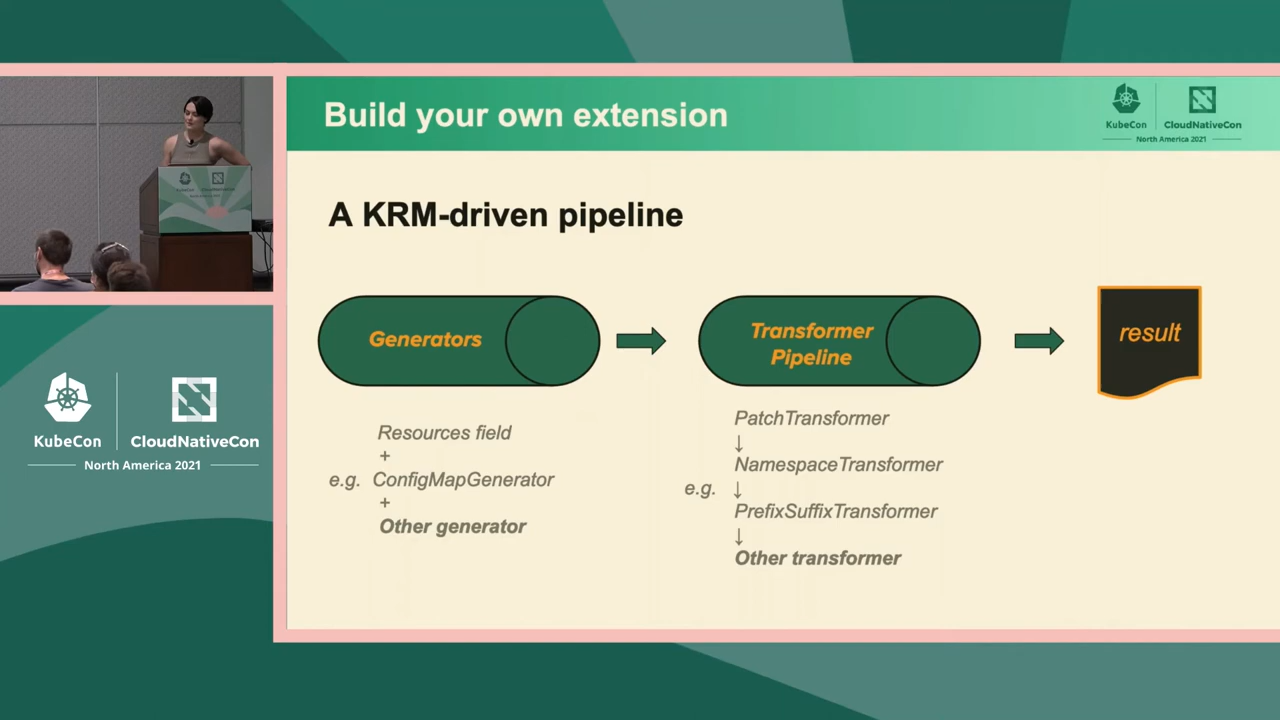 Build your own extension
KubeCon
CloudNativeCon
North America 2021
A KRM-driven pipeline
Generators
Transformer
Pipeline
result
Resources field
+
e.g. ConfigMapGenerator
+
Other generator
PatchTransformer
↓
NamespaceTransformer
e.g. ↓
PrefixSuffixTransformer
↓
Other transformer
KubeCon
CloudNativeCon
North America 2021